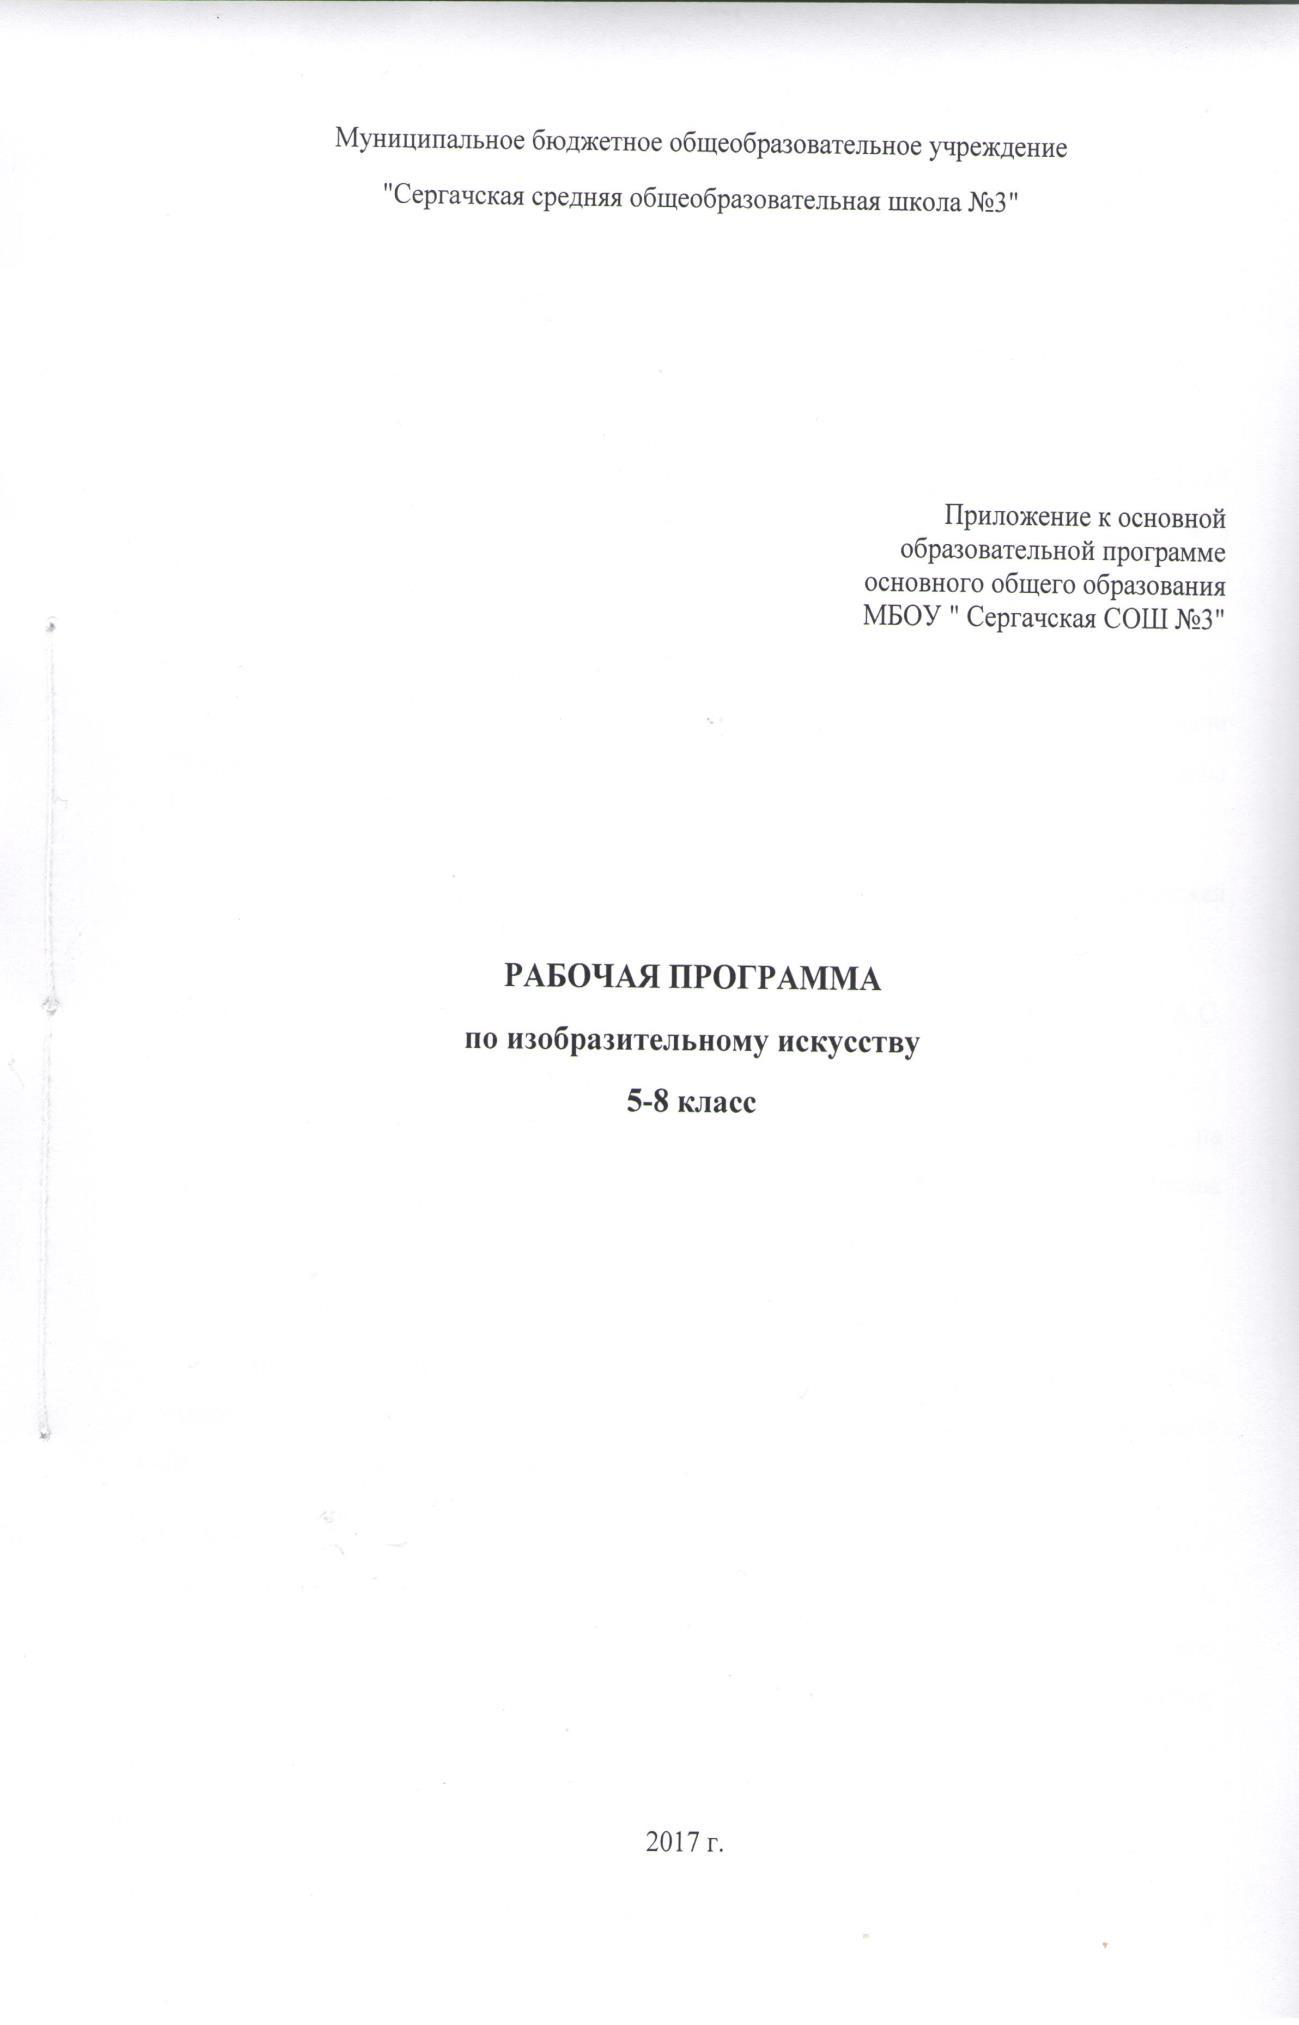 Муниципальное бюджетное общеобразовательное учреждение
"Сергачская средняя общеобразовательная школа №3"
Приложение к основной
образовательной программе
основного общего образования
МБОУ " Сергачская СОШ №3"
РАБОЧАЯ ПРОГРАММА
по изобразительному искусству
5-8 класс
2017 г.